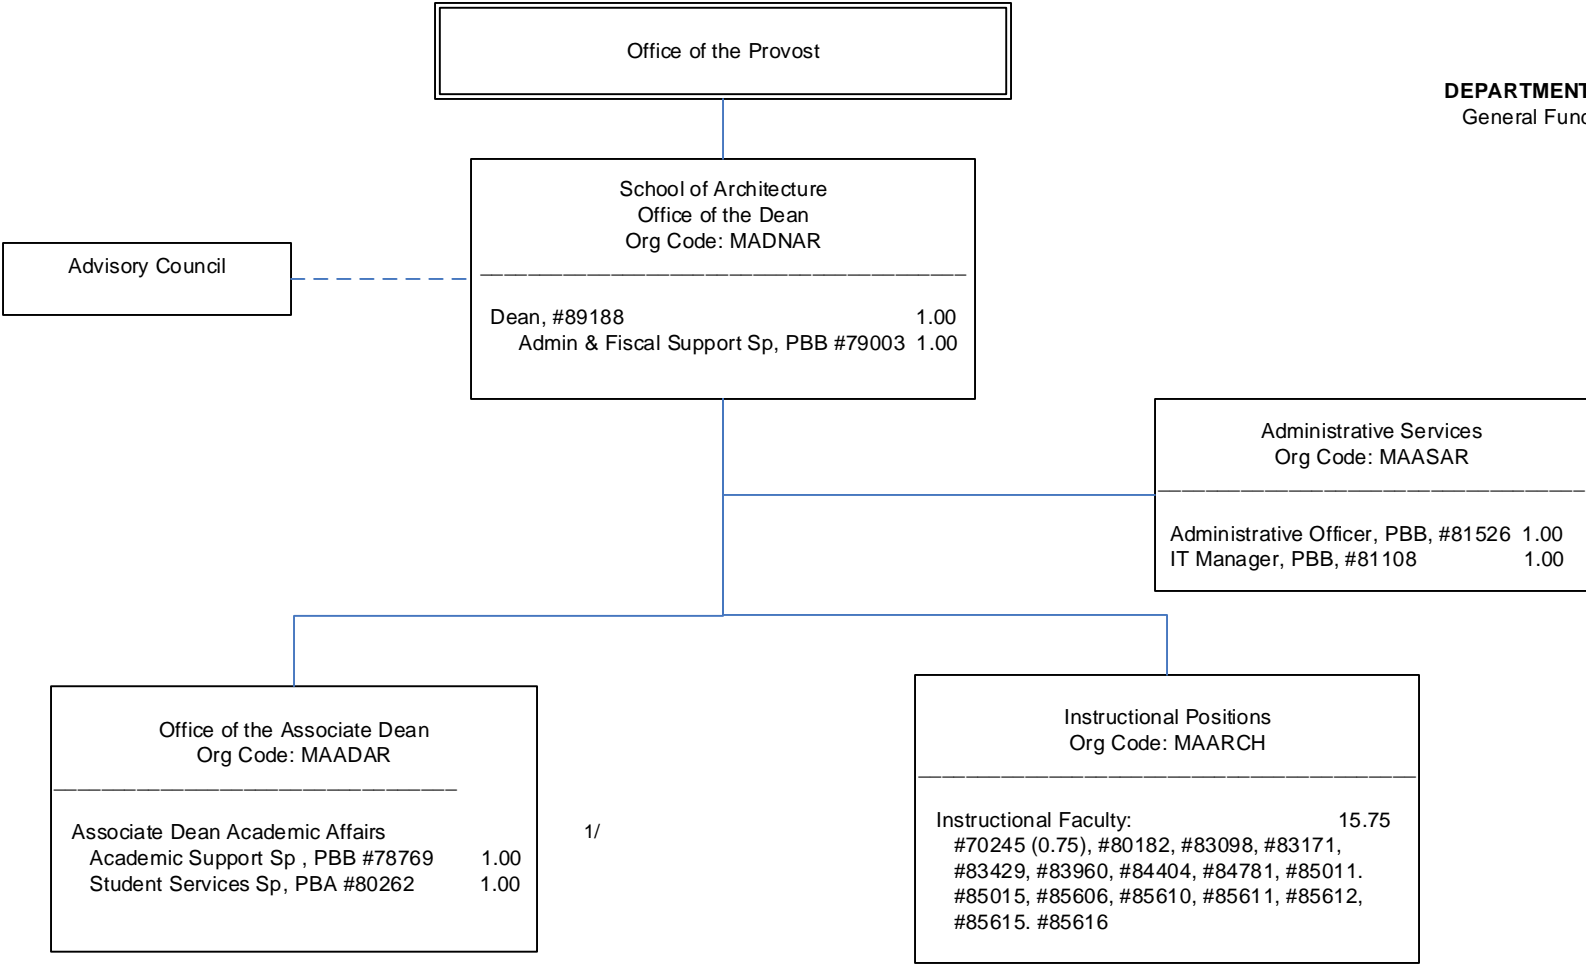 Office of the Provost
DEPARTMENT
General Fund
School of Architecture
Office of the Dean
Org Code: MADNAR
Advisory Council
Dean, #89188 1.00
Admin & Fiscal Support Sp, PBB #79003 1.00
Administrative Services
Org Code: MAASAR
Administrative Officer, PBB, #81526 1.00
IT Manager, PBB, #81108 1.00
Office of the Associate Dean
Org Code: MAADAR
Associate Dean Academic Affairs 1/
Academic Support Sp , PBB #78769 1.00
Student Services Sp, PBA #80262 1.00
Instructional Positions
Org Code: MAARCH
Instructional Faculty: 15.75
#70245 (0.75), #80182, #83098, #83171,
#83429, #83960, #84404, #84781, #85011.
#85015, #85606, #85610, #85611, #85612,
#85615. #85616